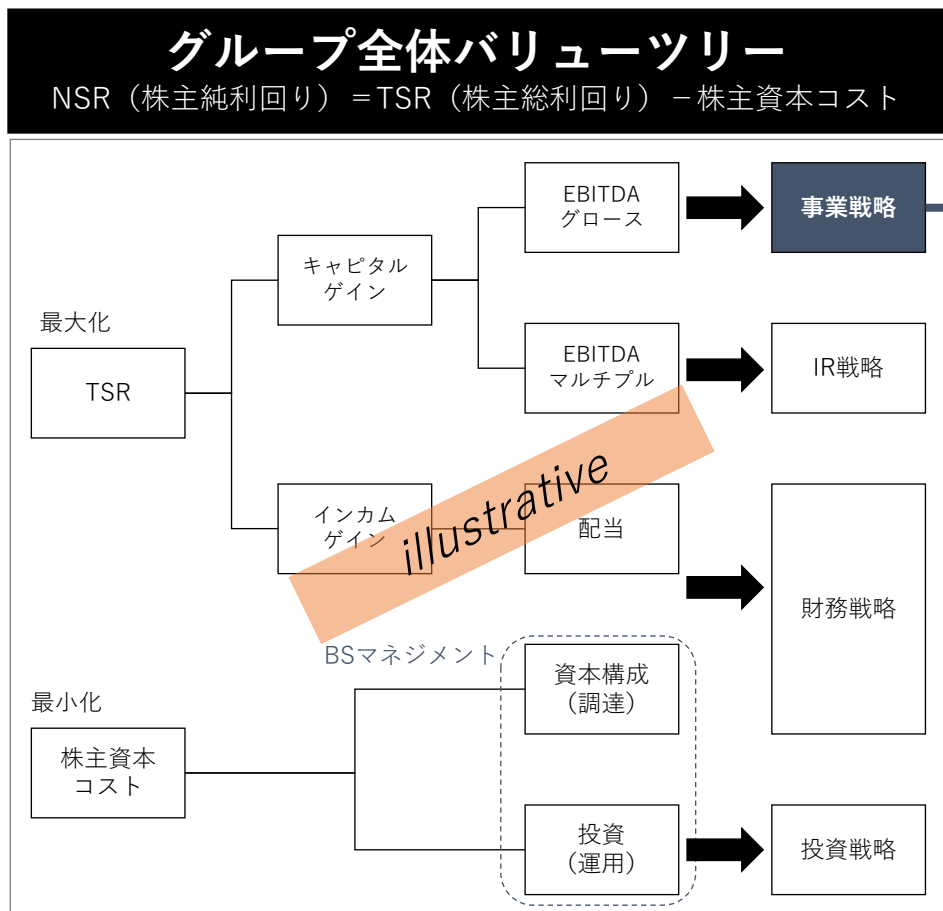 グループ全体バリューツリー
NSR（株主純利回り）＝TSR（株主総利回り）－株主資本コスト
EBITDA
グロース
事業戦略
キャピタル
ゲイン
最大化
TSR
EBITDA
マルチプル
IR戦略
インカム
ゲイン
illustrative
配当
財務戦略
BSマネジメント
資本構成
（調達）
最小化
株主資本
コスト
投資
（運用）
投資戦略